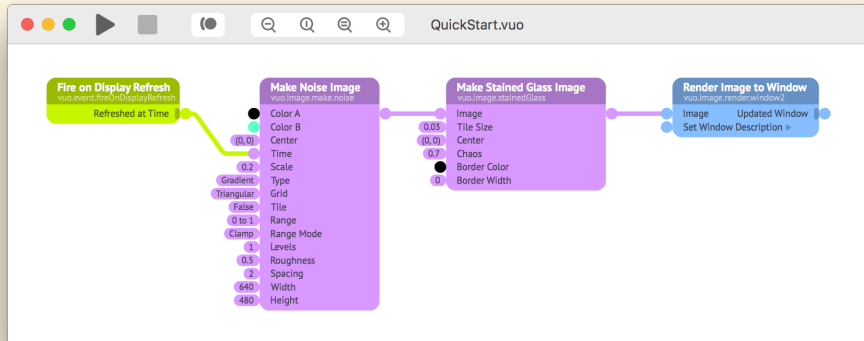 QuickStart.vuo
Fire on Display Refresh
vuo.event.fireOnDisplayRefresh
Refreshed at Time
Make Noise Image
vuo.image.make.noise
Color A
Color B
(0, 0) Center
Time
0.2 Scale
Gradient Type
Triangular Grid
False Tile
0 to 1 Range
Clamp Range Mode
1 Levels
0.5 Roughness
2 Spacing
640 Width
480 Height
Make Stained Glass Image
vuo.image.stainedGlass
Image
0.03 Tile Size
(0, 0) Center
0.7 Chaos
Border Color
0 Border Width
Render Image to Window
vuo.image.render.window2
Image Updated Window
Set Window Description